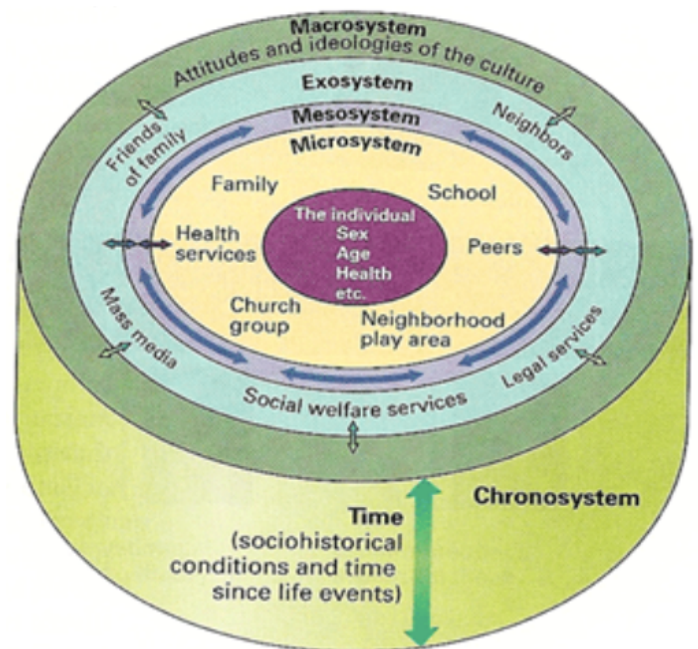 Macrosystem
Attitudes and ideologies of the culture
Exosystem
Mesosystem
Microsystem
Friends
of family
Neighbors
Family
School
The individual
Sex
Age
Health
etc.
Health
services
Peers
Church
group
Neighborhood
play area
Mass media
Legal services
Social welfare services
Chronosystem
Time
(sociohistorical
conditions and time
since life events)